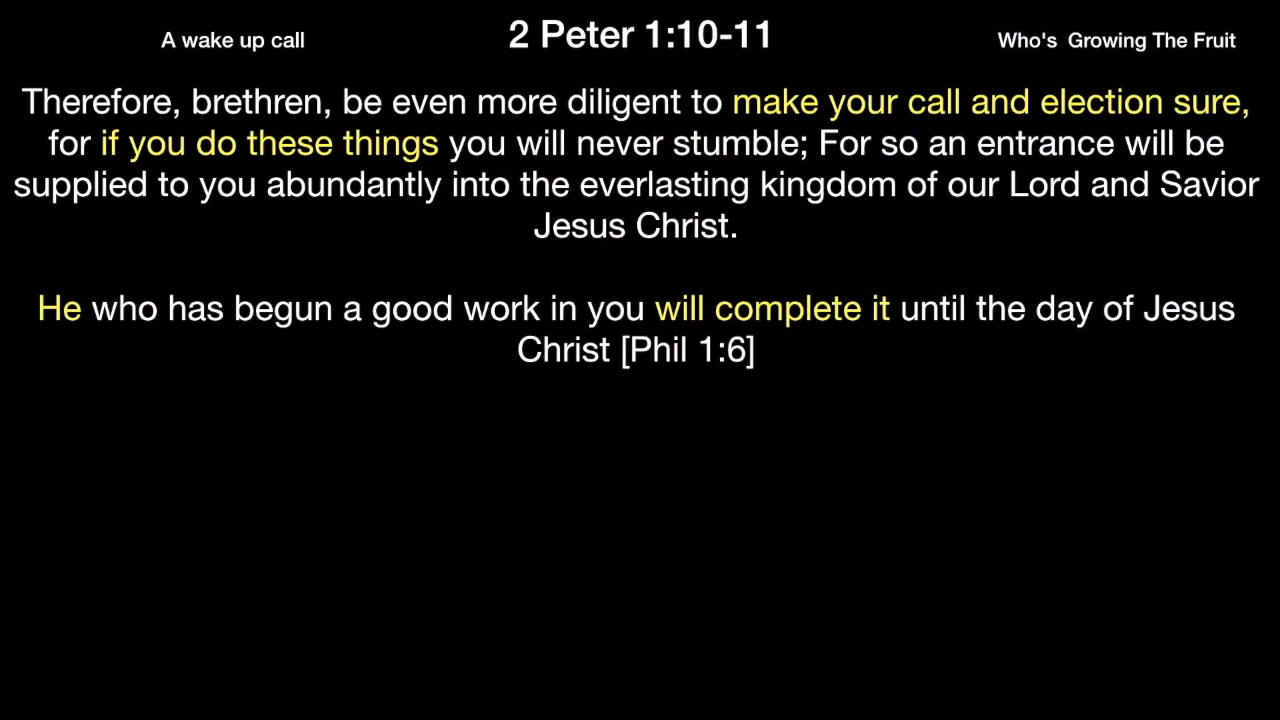 A wake up call
2 Peter 1:10-11
Who's  Growing The Fruit
Therefore, brethren, be even more diligent to make your call and election sure,
for if you do these things you will never stumble; For so an entrance will be
supplied to you abundantly into the everlasting kingdom of our Lord and Savior
Jesus Christ.
He who has begun a good work in you will complete it until the day of Jesus
Christ [Phil 1:6]